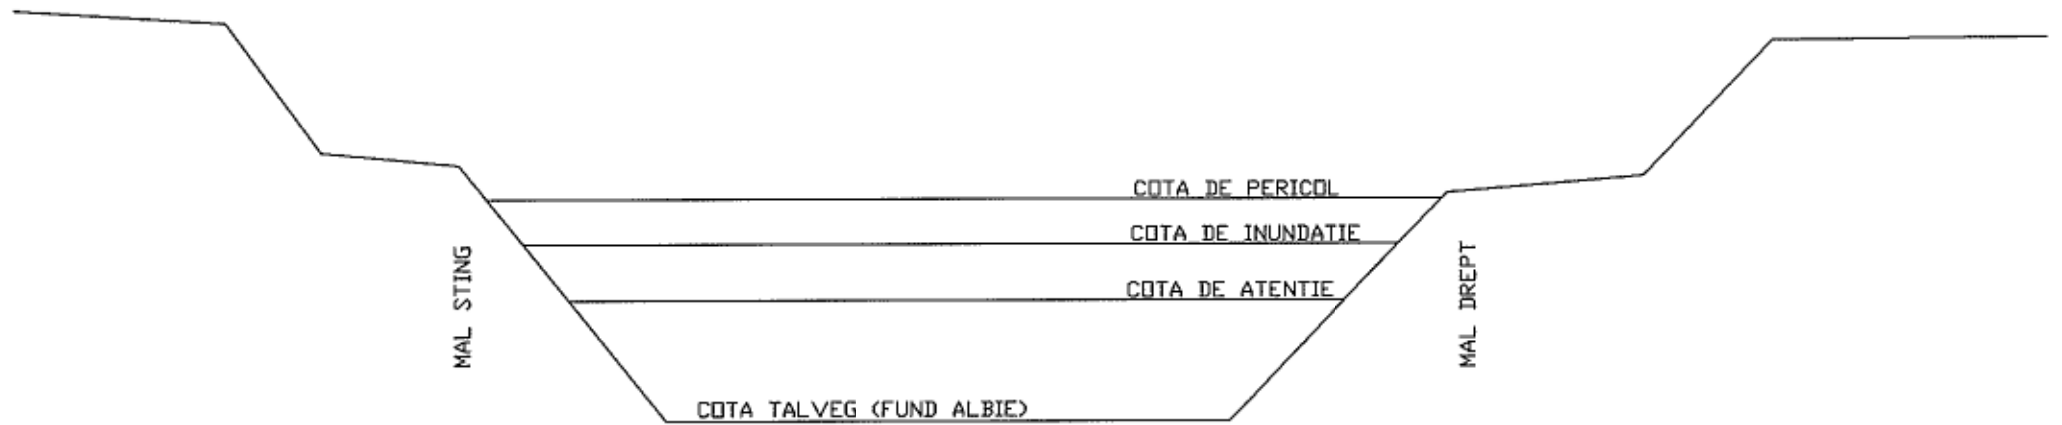 COTA DE PERICOL
COTA DE INUNDATIE
COTA DE ATENTIE
MAL STING
MAL DREPT
COTA TALVEG (FUND ALBIE)